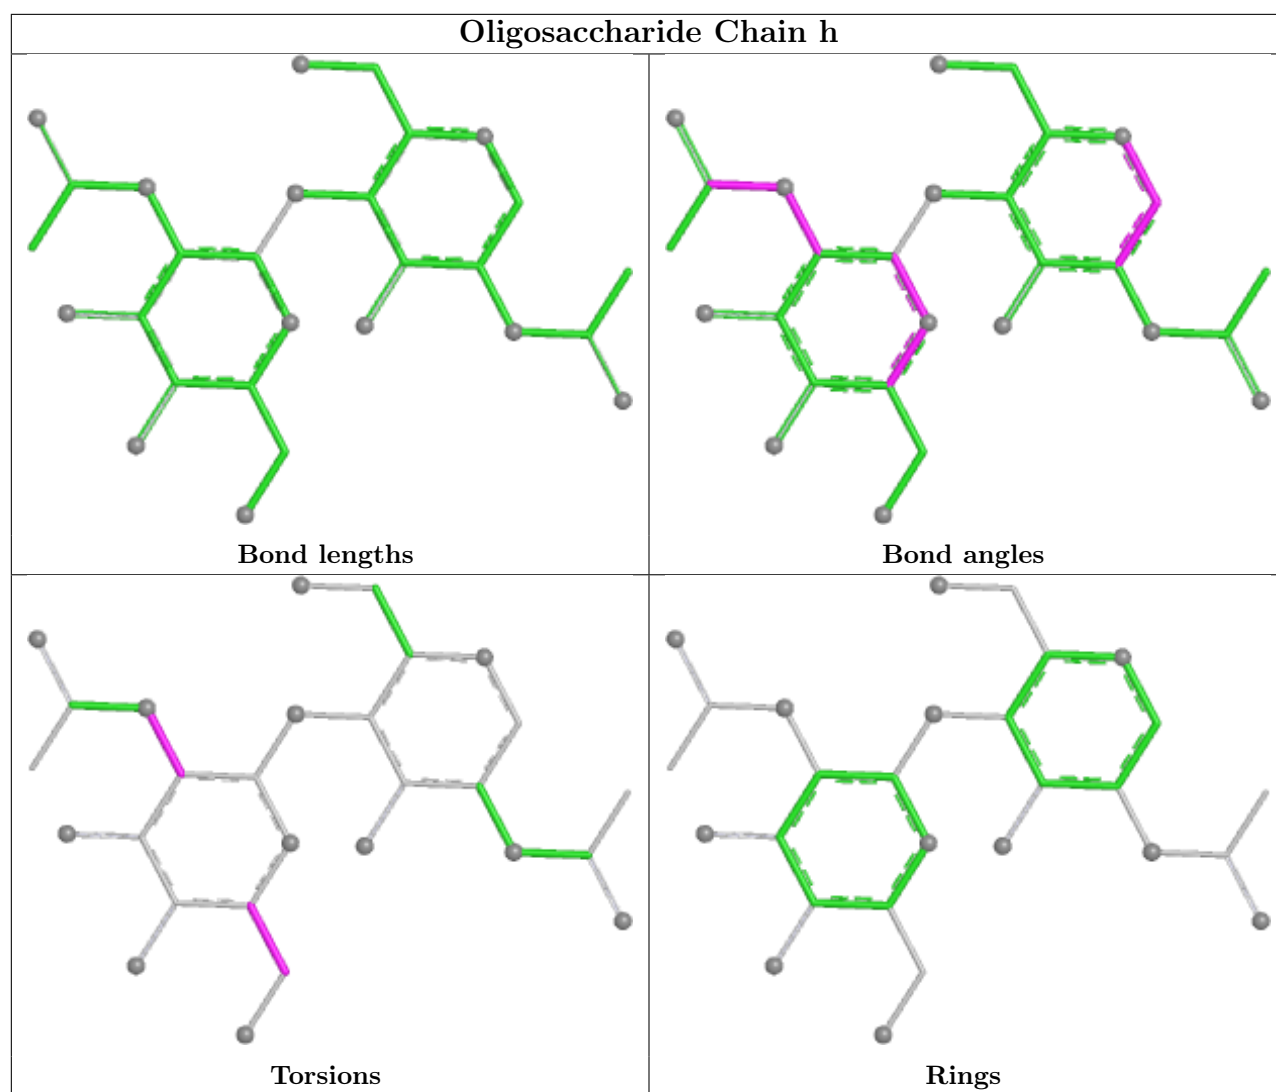 Oligosaccharide Chain h
Bond lengths
Bond angles
Torsions
Rings